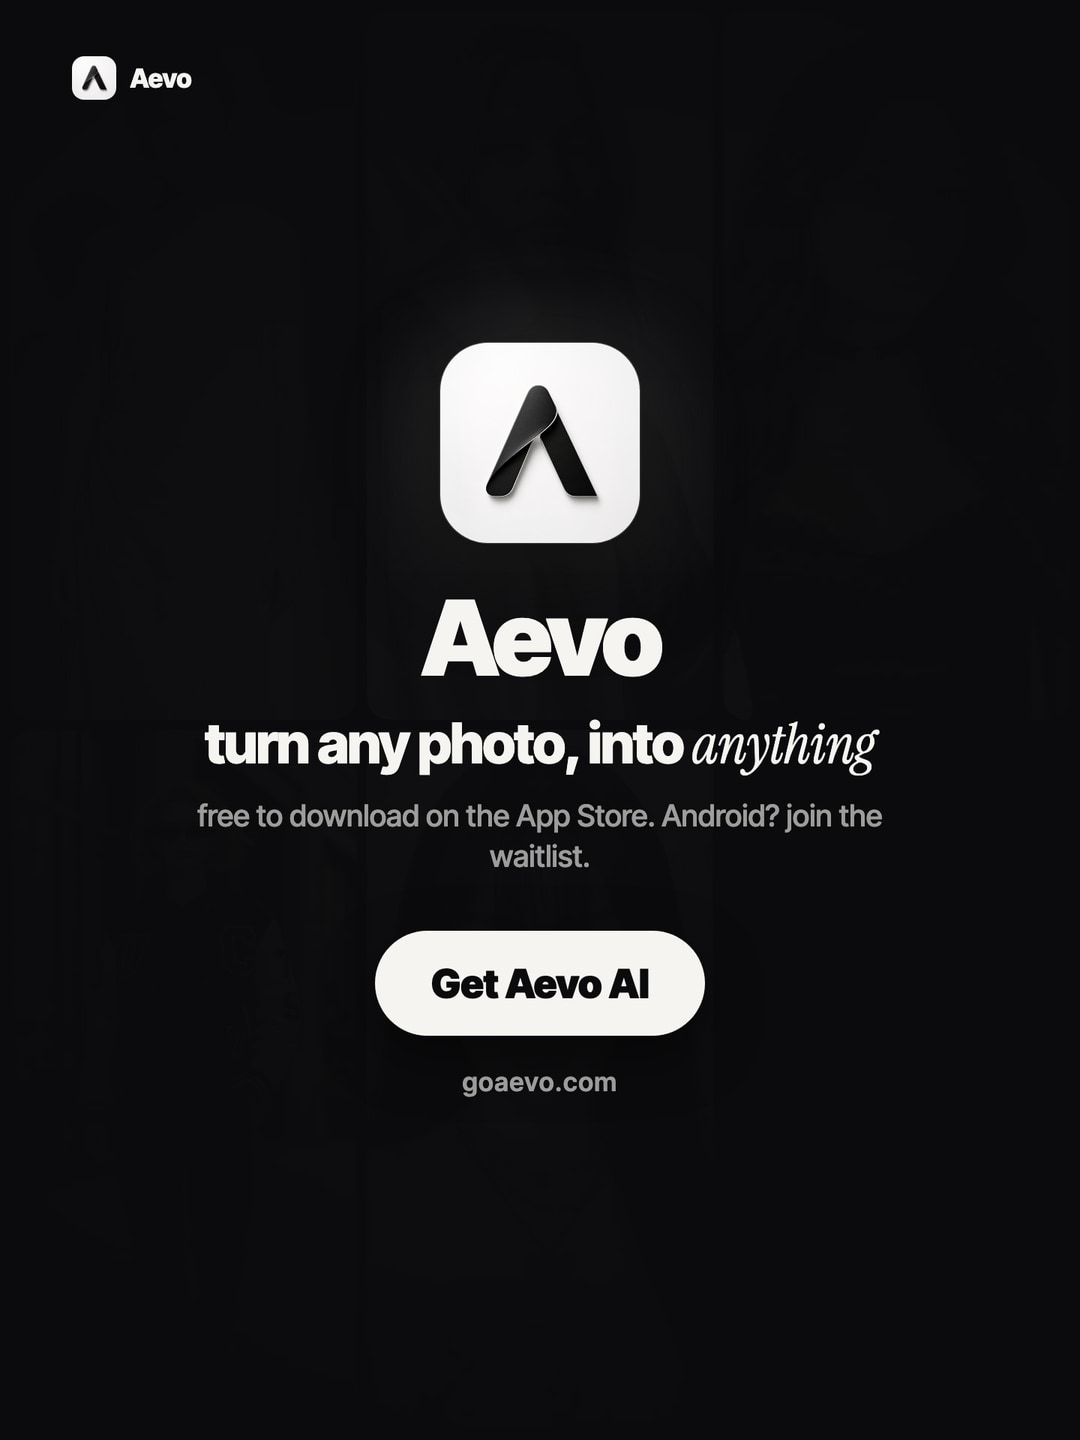 Aevo
Aevo
turn any photo, into anything
free to download on the App Store. Android? join the
waitlist.
Get Aevo AI
goaevo.com